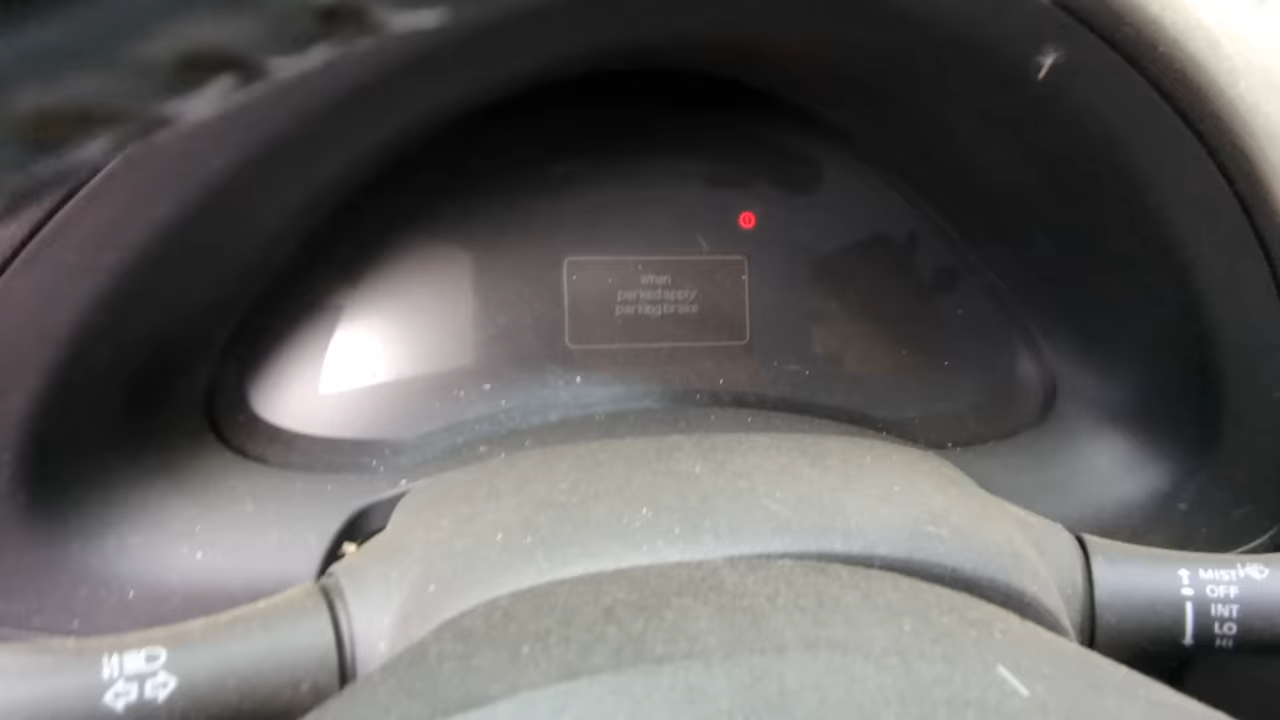 When
parked apply
parking brake
MIST
OFF
INT
LO
HI